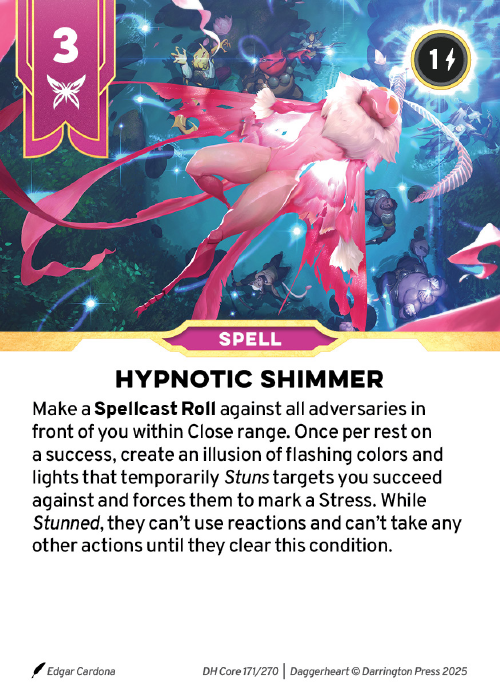 3
1
SPELL
HYPNOTIC SHIMMER
Make a Spellcast Roll against all adversaries in
front of you within Close range. Once per rest on
a success, create an illusion of flashing colors and
lights that temporarily Stuns targets you succeed
against and forces them to mark a Stress. While
Stunned, they can’t use reactions and can’t take any
other actions until they clear this condition.
Edgar Cardona
DH Core 171/270 | Daggerheart © Darrington Press 2025